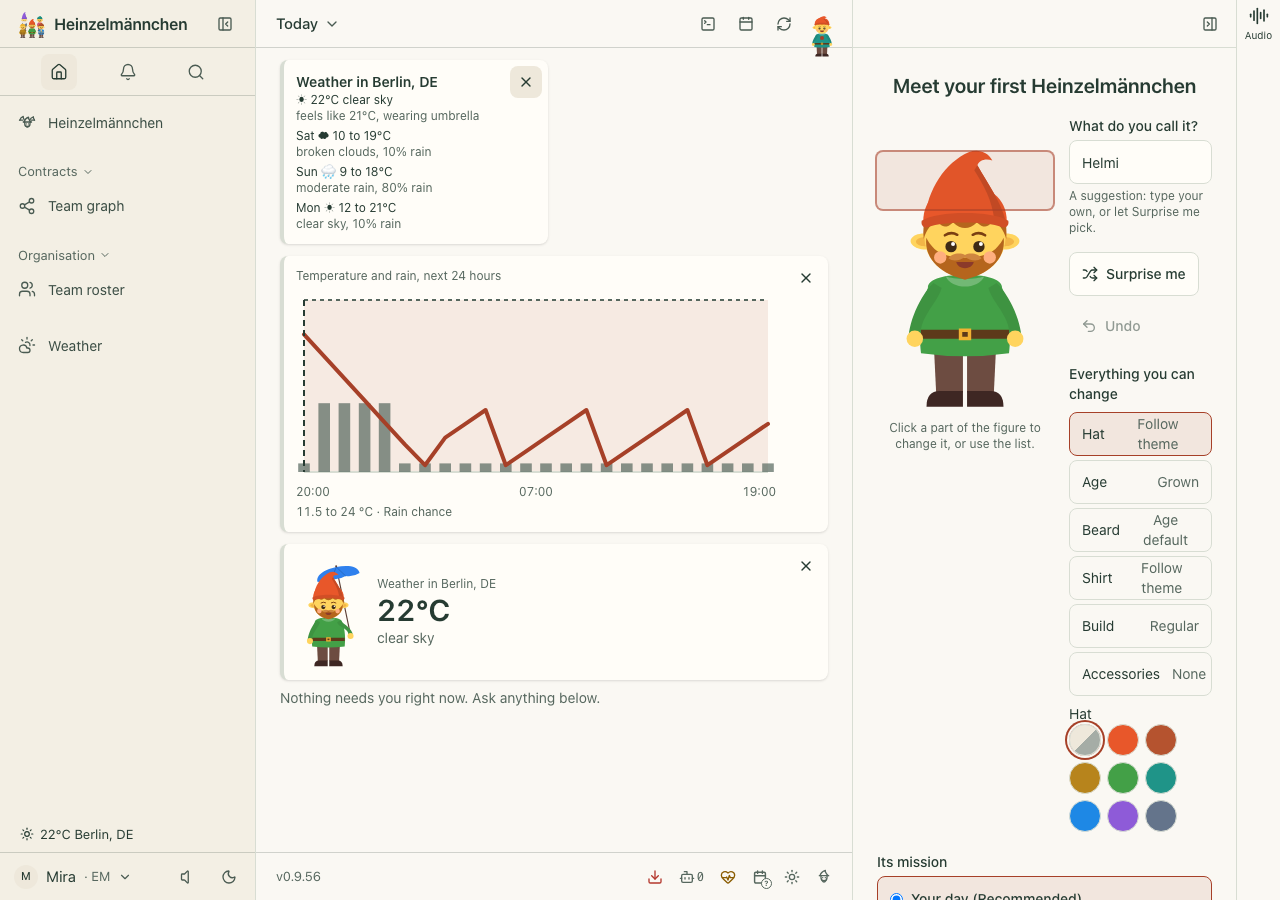 Heinzelmännchen
Heinzelmännchen
Contracts
Team graph
Organisation
Team roster
Weather
22°C Berlin, DE
M Mira · EM
Today
Weather in Berlin, DE
22°C clear sky
feels like 21°C, wearing umbrella
Sat 10 to 19°C
broken clouds, 10% rain
Sun 9 to 18°C
moderate rain, 80% rain
Mon 12 to 21°C
clear sky, 10% rain
Temperature and rain, next 24 hours
20:00 07:00 19:00
11.5 to 24 °C · Rain chance
Weather in Berlin, DE
22°C
clear sky
Nothing needs you right now. Ask anything below.
v0.9.56
0
?
Meet your first Heinzelmännchen
Click a part of the figure to
change it, or use the list.
What do you call it?
Helmi
A suggestion: type your
own, or let Surprise me
pick.
Surprise me
Undo
Everything you can
change
Hat Follow
theme
Age Grown
Beard Age
default
Shirt Follow
theme
Build Regular
Accessories None
Hat
Its mission
Your day (Recommended)
Audio